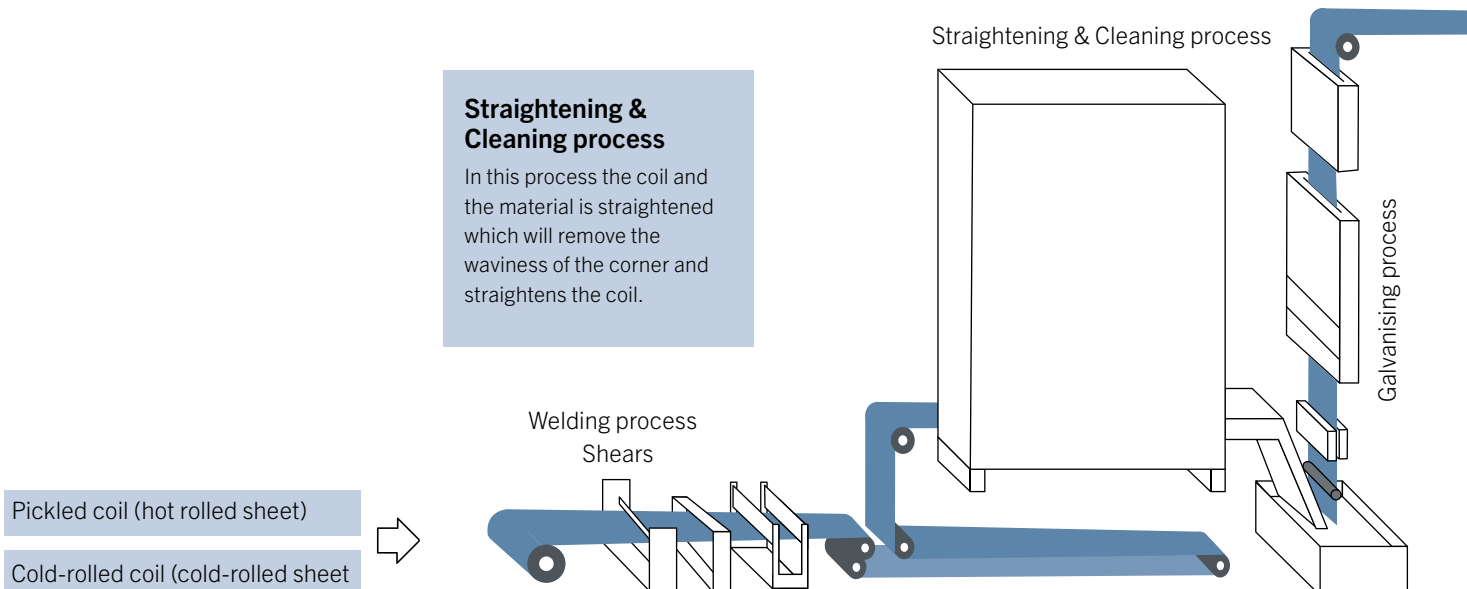 Straightening & Cleaning process
Straightening &
Cleaning process
In this process the coil and
the material is straightened
which will remove the
waviness of the corner and
straightens the coil.
Galvanising process
Welding process
Shears
Pickled coil (hot rolled sheet)
Cold-rolled coil (cold-rolled sheet